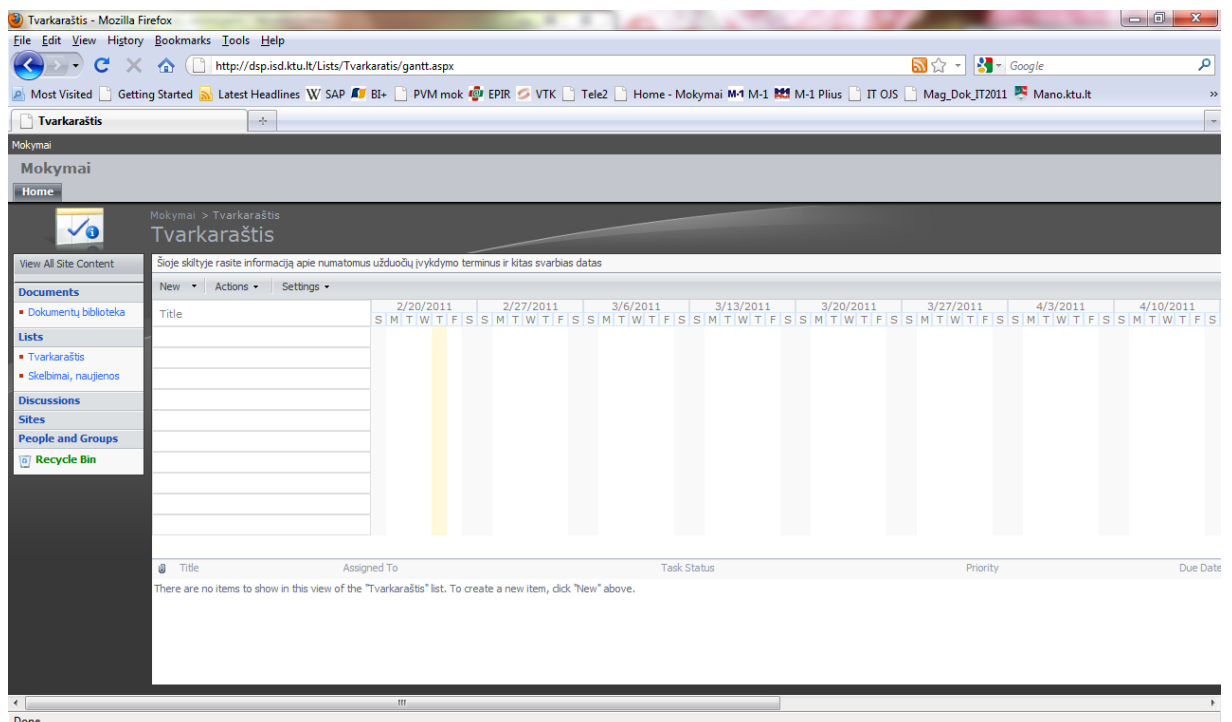 Tvarkaraštis - Mozilla Firefox
File Edit View History Bookmarks Tools Help
http://dsp.isd.ktu.lt/Lists/Tvarkaratis/gantt.aspx Google
Most Visited Getting Started Latest Headlines W SAP BI+ PVM mok EPIR VTK Tele2 Home - Mokymai M-1 M-1 M-1 Plius IT OJS Mag_Dok_IT2011 Mano.ktu.lt »
Tvarkaraštis
Mokymai
Mokymai
Home
Mokymai > Tvarkaraštis
Tvarkaraštis
View All Site Content
Šioje skiltyje rasite informaciją apie numatomus užduočių įvykdymo terminus ir kitas svarbias datas
Documents
Dokumentų biblioteka
Lists
Tvarkaraštis
Skelbimai, naujienos
Discussions
Sites
People and Groups
Recycle Bin
New Actions Settings
Title 2/20/2011 2/27/2011 3/6/2011 3/13/2011 3/20/2011 3/27/2011 4/3/2011 4/10/2011
S M T W T F S S M T W T F S S M T W T F S S M T W T F S S M T W T F S S M T W T F S S M T W T F S S M T W T F S
Title Assigned To Task Status Priority Due Date
There are no items to show in this view of the "Tvarkaraštis" list. To create a new item, click "New" above.
Done